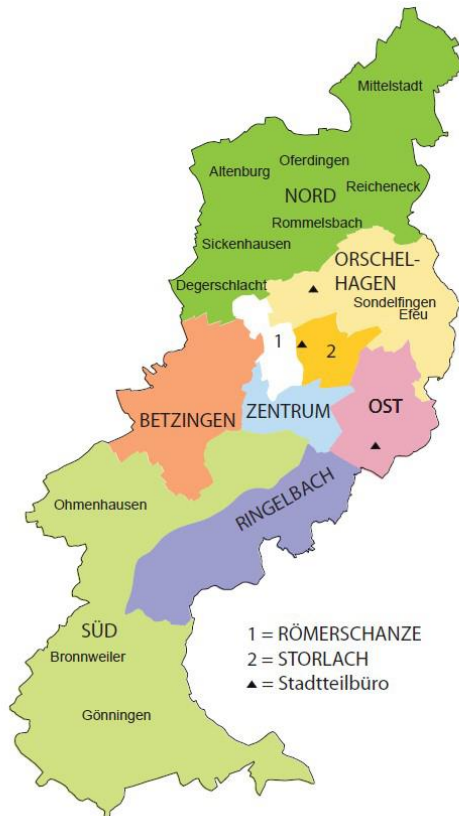 Mittelstadt
Oferdingen
Altenburg
Reicheneck
NORD
Rommelsbach
Sickenhausen
ORSCHEL-
HAGEN
Degerschlacht
Sondelfingen
Efeu
1
2
BETZINGEN
ZENTRUM
OST
Ohmenhausen
RINGELBACH
SÜD
Bronnweiler
Gönningen
1 = RÖMERSCHANZE
2 = STORLACH
▲ = Stadtteilbüro